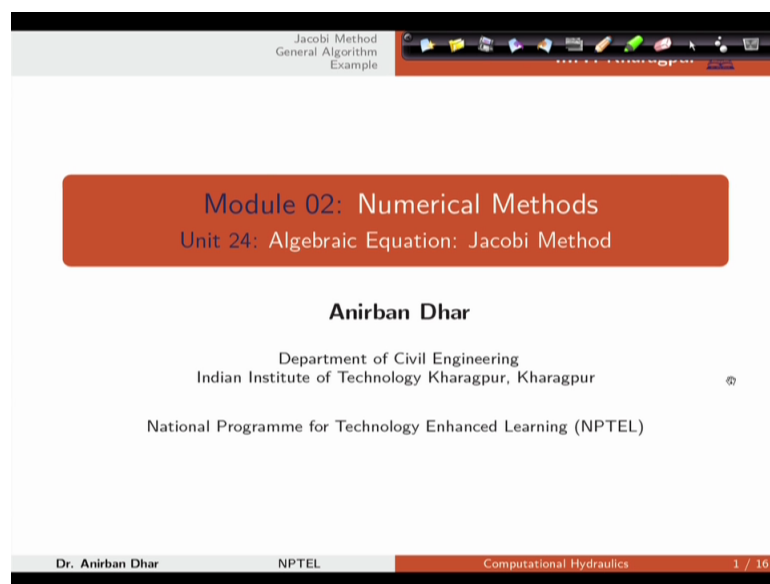 Jacobi Method
General Algorithm
Example
Module 02: Numerical Methods
Unit 24: Algebraic Equation: Jacobi Method
Anirban Dhar
Department of Civil Engineering
Indian Institute of Technology Kharagpur, Kharagpur
National Programme for Technology Enhanced Learning (NPTEL)
Dr. Anirban Dhar NPTEL Computational Hydraulics 1 / 16